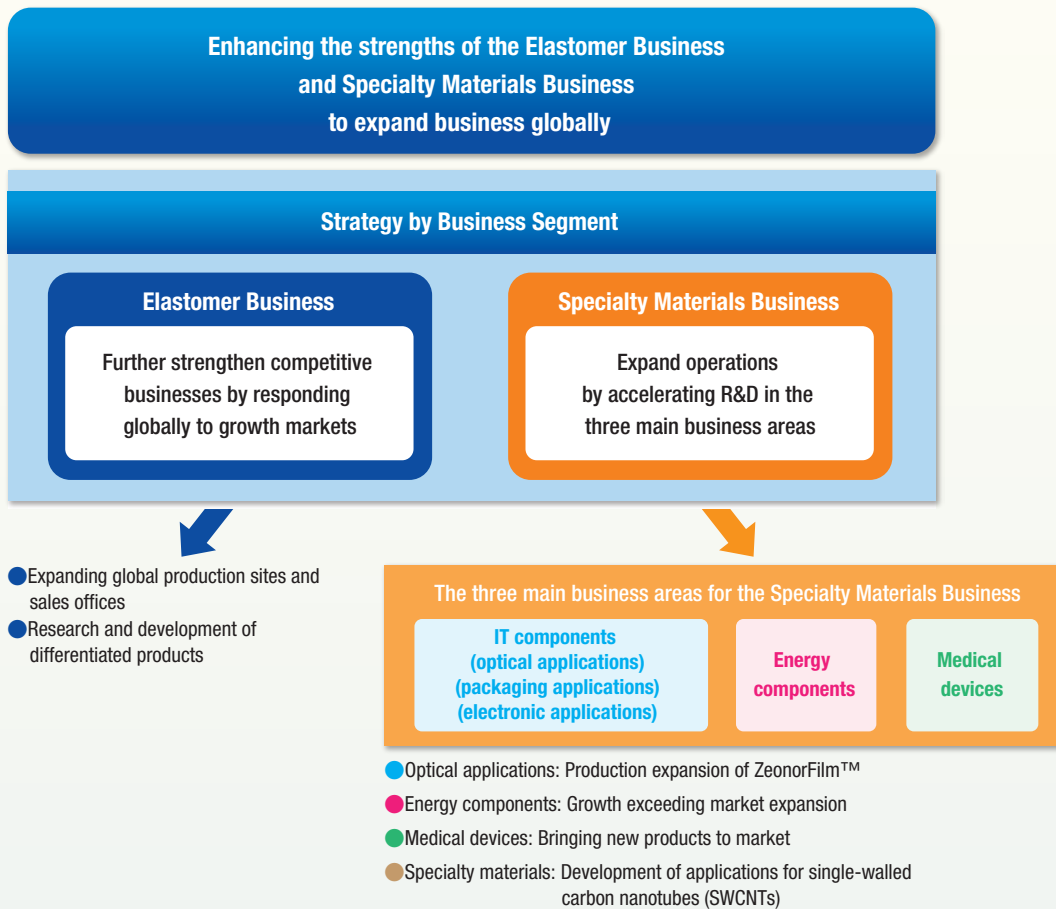 Enhancing the strengths of the Elastomer Business
and Specialty Materials Business
to expand business globally
Strategy by Business Segment
Elastomer Business
Further strengthen competitive
businesses by responding
globally to growth markets
Specialty Materials Business
Expand operations
by accelerating R&D in the
three main business areas
●Expanding global production sites and
sales offices
●Research and development of
differentiated products
The three main business areas for the Specialty Materials Business
IT components
(optical applications)
(packaging applications)
(electronic applications)
Energy
components
Medical
devices
●Optical applications: Production expansion of ZeonorFilm™
●Energy components: Growth exceeding market expansion
●Medical devices: Bringing new products to market
●Specialty materials: Development of applications for single-walled
carbon nanotubes (SWCNTs)